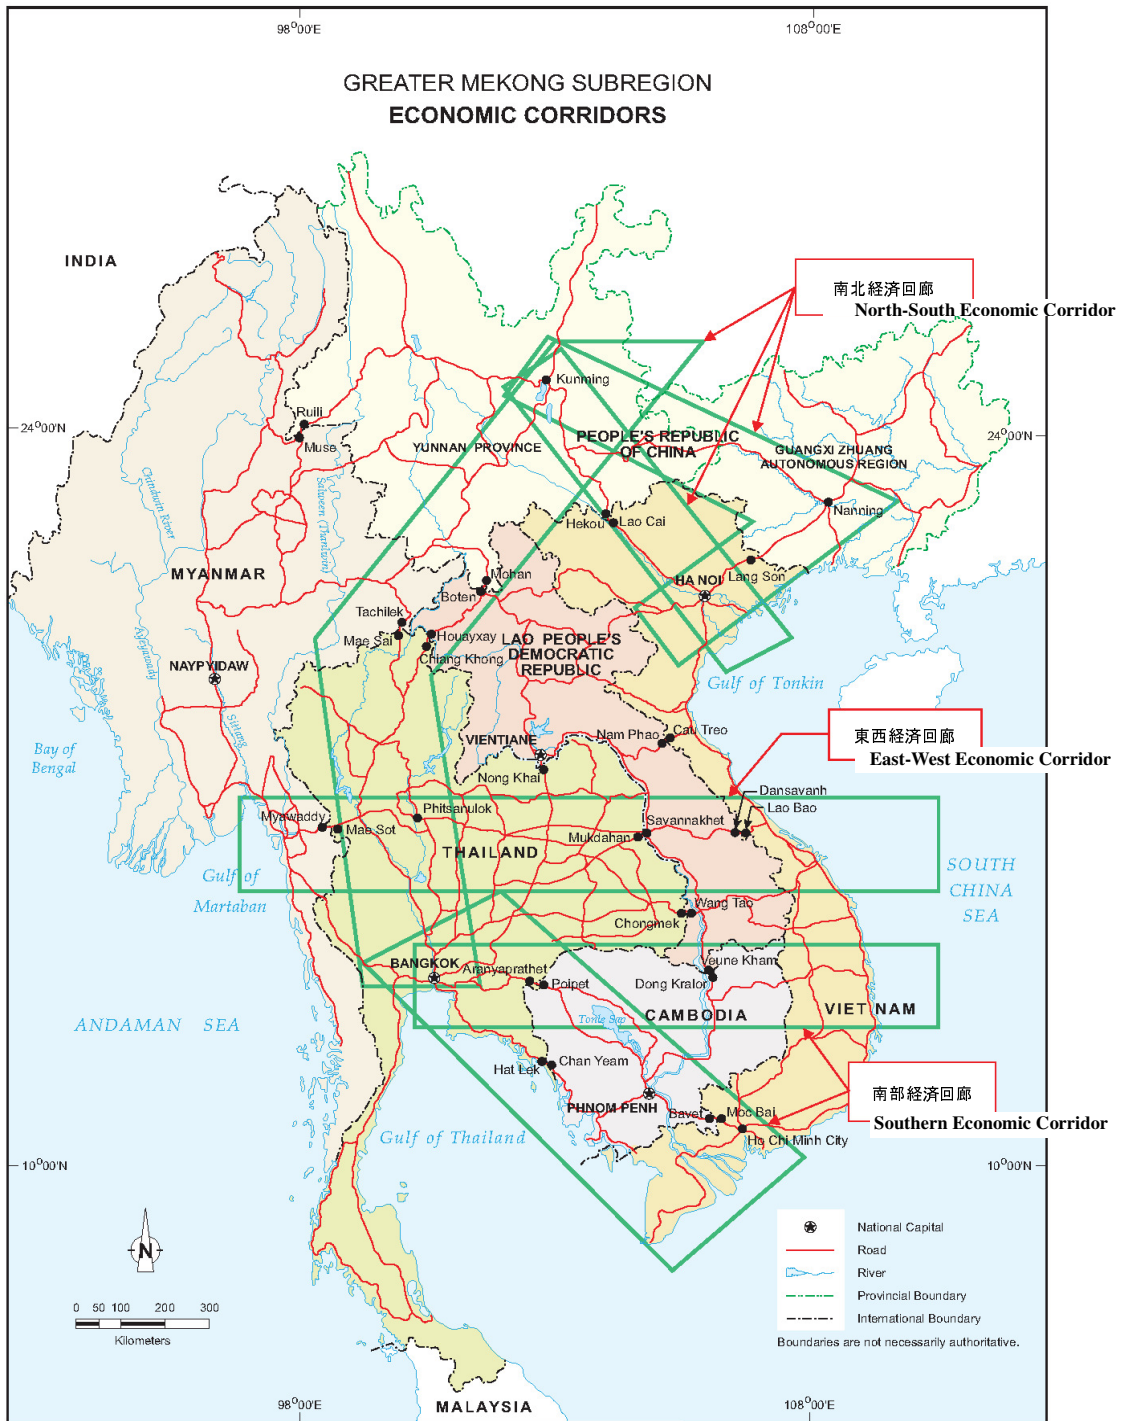 98°00'E
108°00'E
GREATER MEKONG SUBREGION
ECONOMIC CORRIDORS
INDIA
南北経済回廊
North-South Economic Corridor
Kunming
Ruili
24°00'N
Muse
YUNNAN PROVINCE
PEOPLE'S REPUBLIC
OF CHINA
GUANGXI ZHUANG
AUTONOMOUS REGION
24°00'N
Chindwin River
Salween (Thanlwin)
Nanning
Hekou
Lao Cai
MYANMAR
Mohan
Boten
HA NOI
Lang Son
Tachilek
Mae Sai
Houayxay
Chiang Khong
LAO PEOPLE'S
DEMOCRATIC
REPUBLIC
Ayeyawady
NAYPYIDAW
Sittang
Gulf of Tonkin
Bay of
Bengal
VIENTIANE
Nam Phao
Cau Treo
東西経済回廊
East-West Economic Corridor
Nong Khai
Dansavanh
Lao Bao
Myawaddy
Mae Sot
Phitsanulok
Savannakhet
Mukdahan
THAILAND
Gulf of
Martaban
SOUTH
CHINA
SEA
Wang Tao
Chongmek
BANGKOK
Aranyaprathet
Poipet
Veune Kham
Dong Kralor
CAMBODIA
VIET NAM
ANDAMAN SEA
Tonle Sap
Hat Lek
Chan Yeam
PHNOM PENH
Bavet
Moc Bai
Ho Chi Minh City
南部経済回廊
Southern Economic Corridor
Gulf of Thailand
10°00'N
10°00'N
N
National Capital
Road
River
Provincial Boundary
International Boundary
Boundaries are not necessarily authoritative.
0 50 100 200 300
Kilometers
MALAYSIA
98°00'E
108°00'E